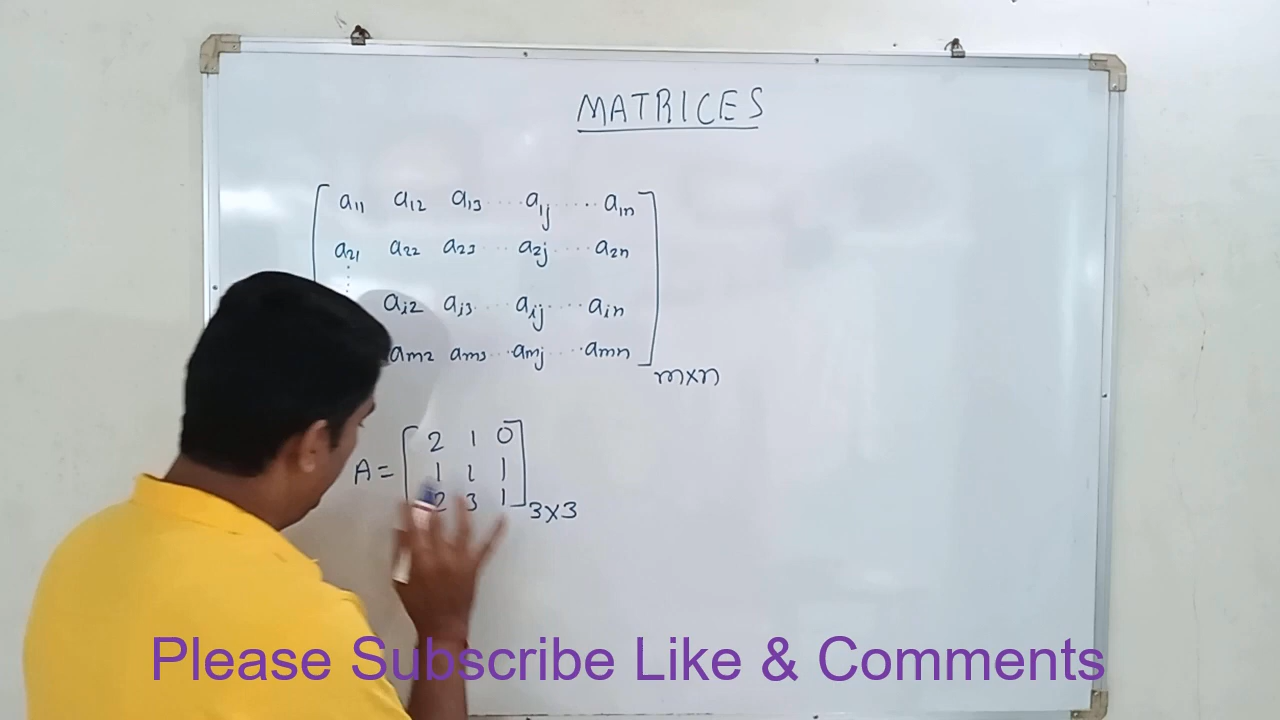 MATRICES
a11 a12 a13 .... a1j ..... a1n
a21 a22 a23 ... a2j .... a2n
ai2 ai3 .... aij .... ain
am2 am3 ... amj ... amn
m×n
A = 2 1 0
1 1 1
2 3 1
3×3
Please Subscribe Like & Comments